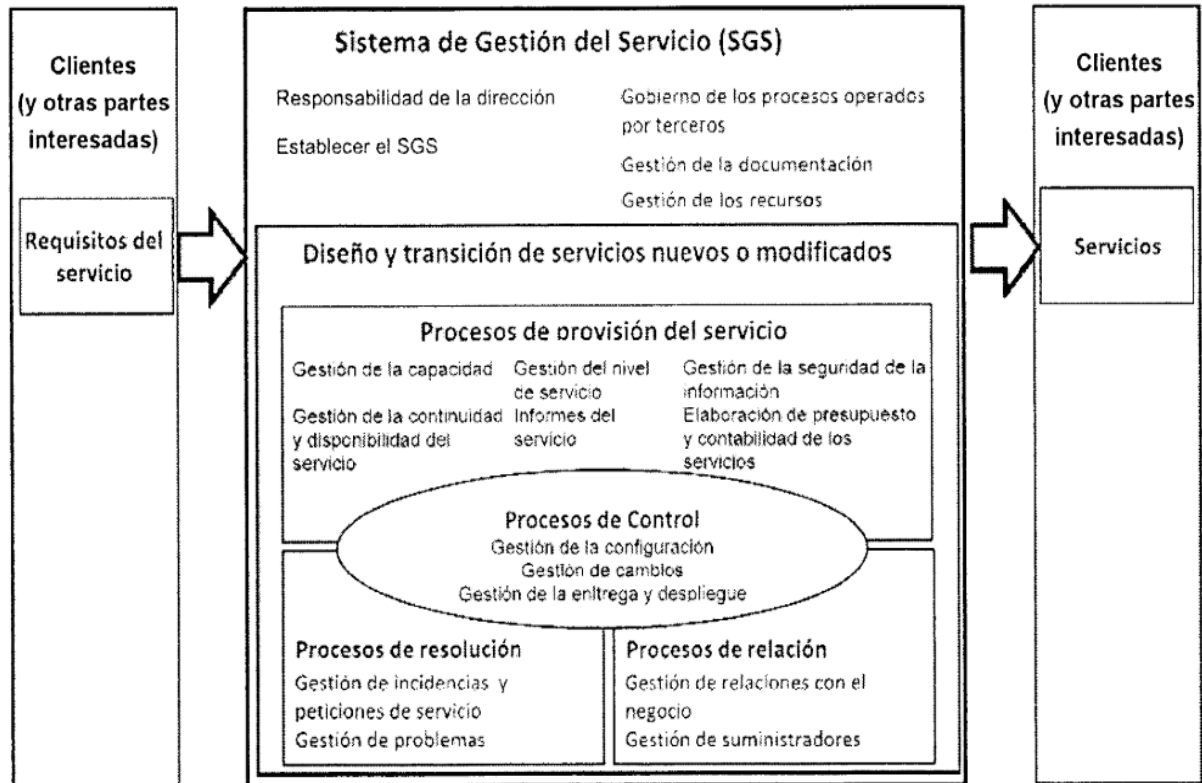 Clientes
(y otras partes
interesadas)
Requisitos del
servicio
Sistema de Gestión del Servicio (SGS)
Responsabilidad de la dirección
Establecer el SGS
Gobierno de los procesos operados
por terceros
Gestión de la documentación
Gestión de los recursos
Diseño y transición de servicios nuevos o modificados
Procesos de provisión del servicio
Gestión de la capacidad
Gestión del nivel
de servicio
Gestión de la seguridad de la
información
Gestión de la continuidad
y disponibilidad del
servicio
Informes del
servicio
Elaboración de presupuesto
y contabilidad de los
servicios
Procesos de Control
Gestión de la configuración
Gestión de cambios
Gestión de la enitrega y despliegue
Procesos de resolución
Gestión de incidencias y
peticiones de servicio
Gestión de problemas
Procesos de relación
Gestión de relaciones con el
negocio
Gestión de suministradores
Clientes
(y otras partes
interesadas)
Servicios